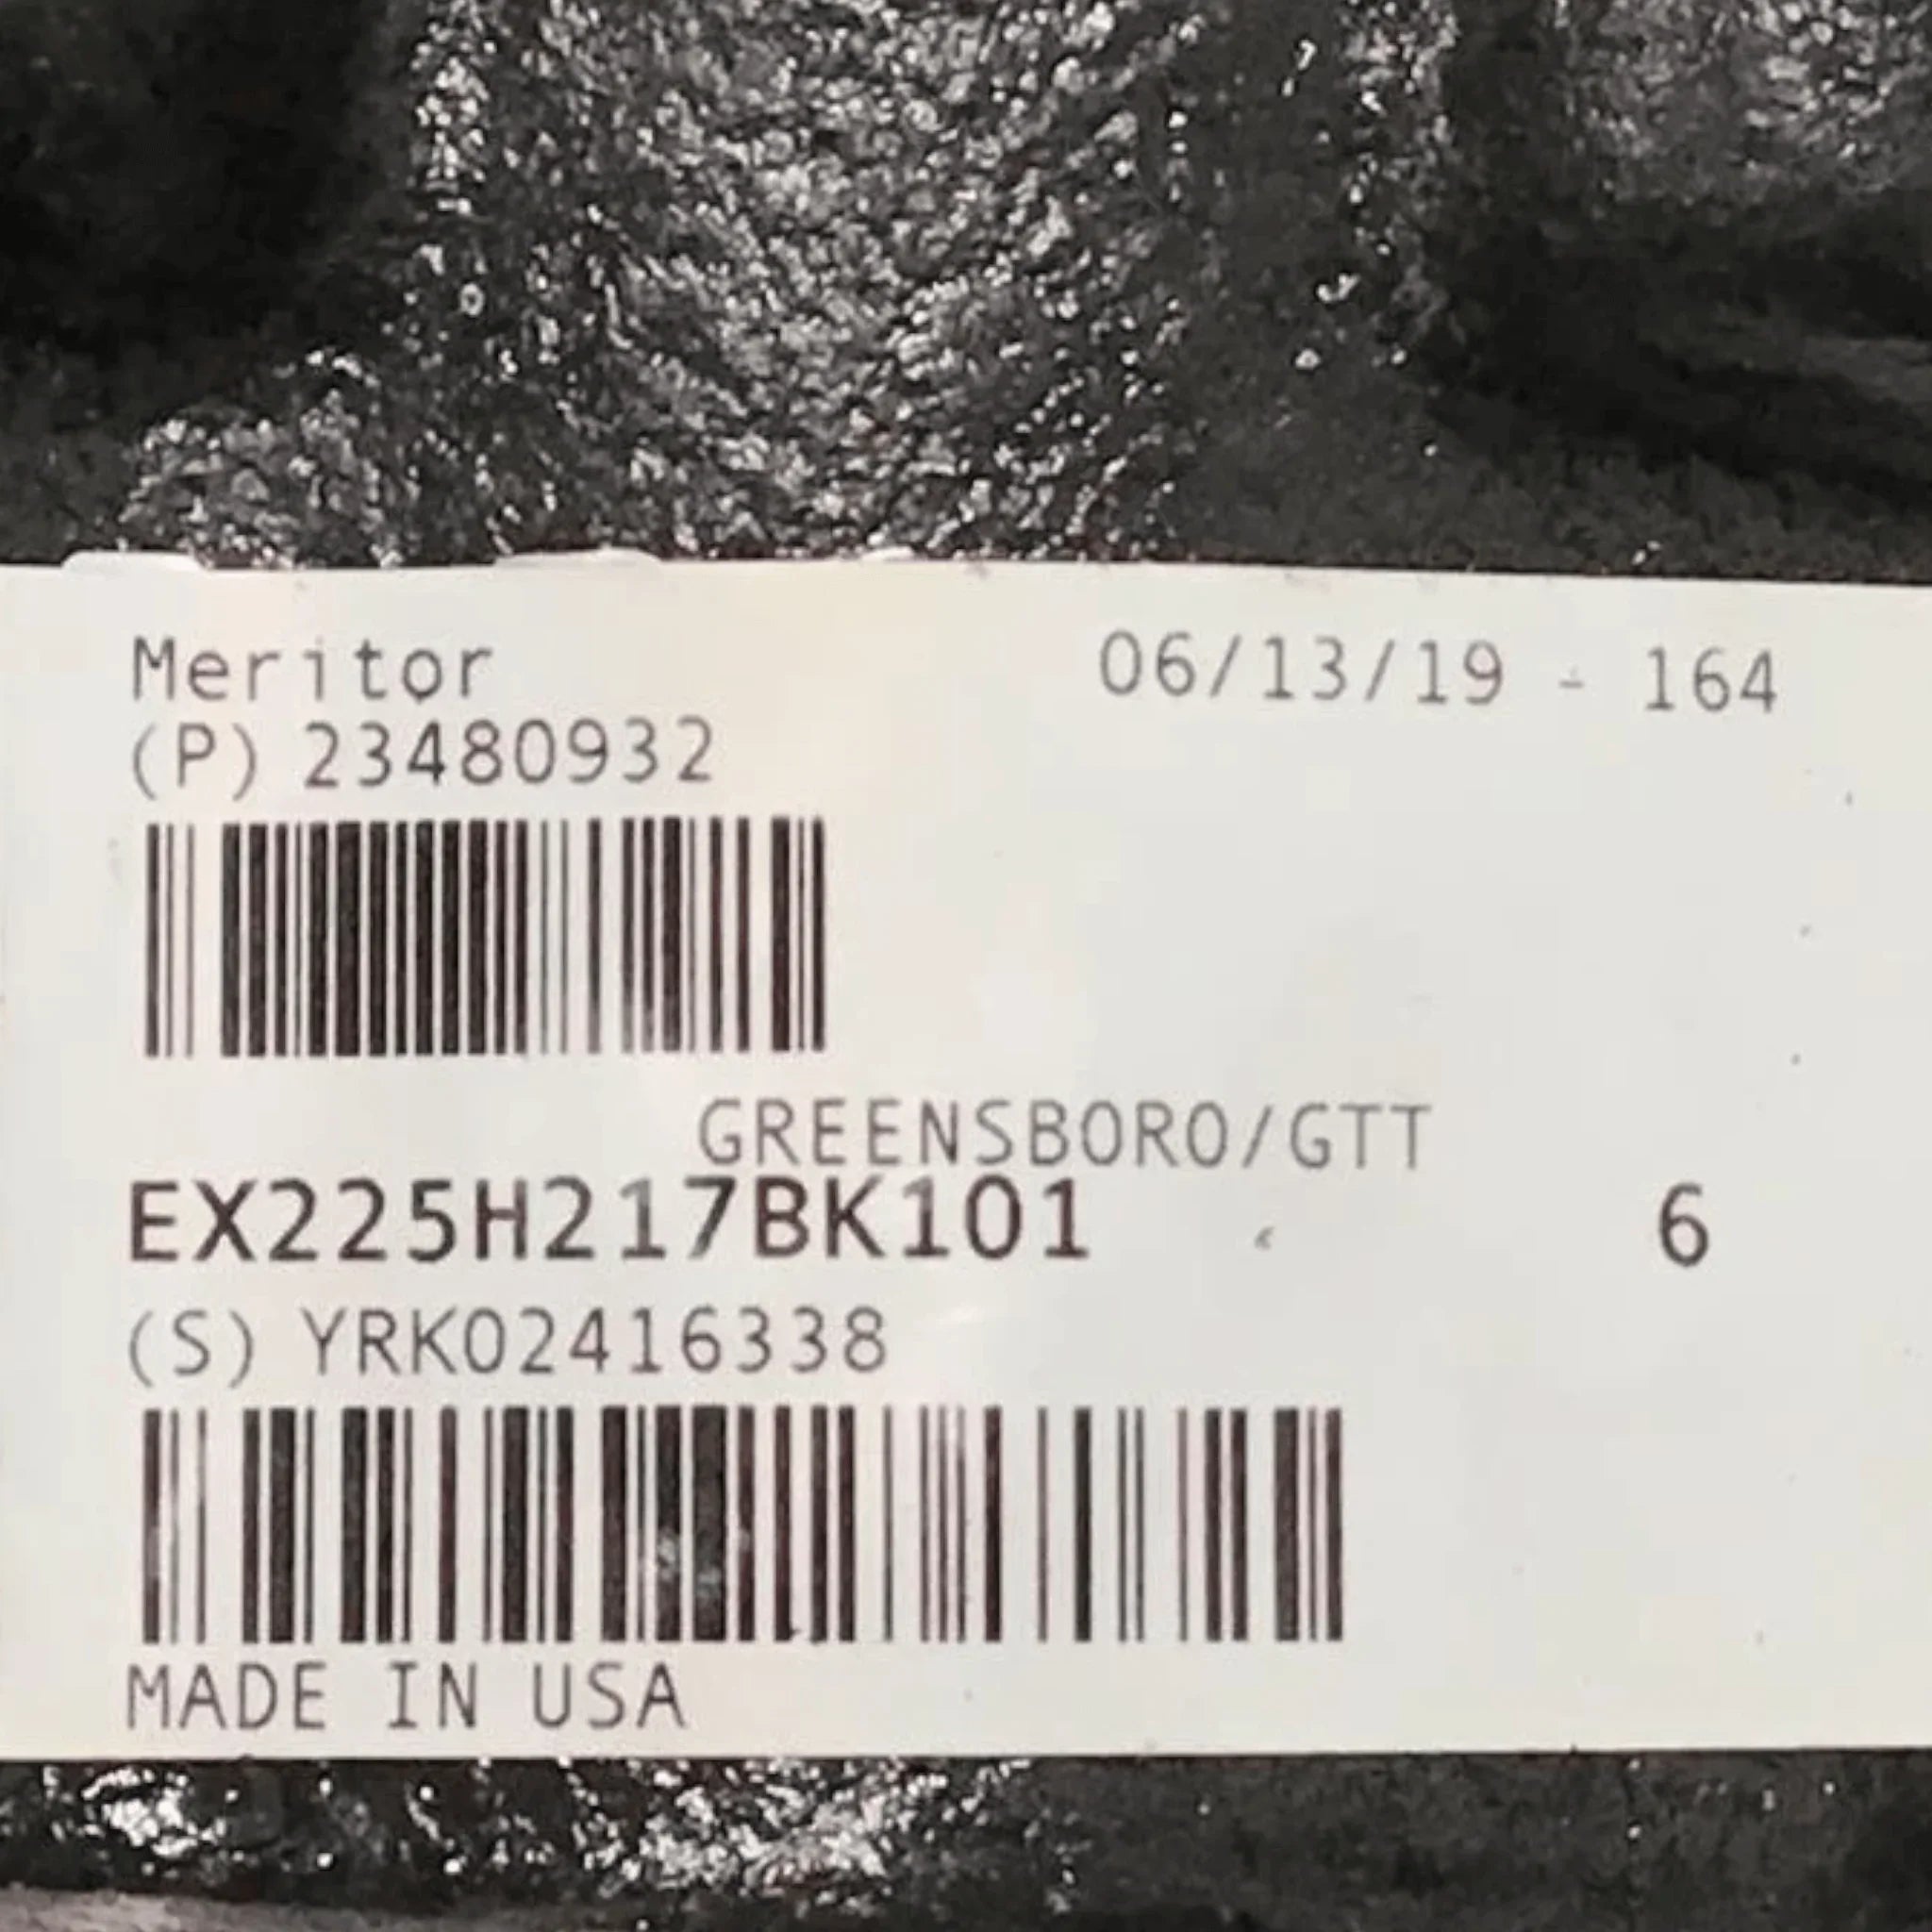 Meritor 06/13/19 - 164
(P) 23480932
GREENSBORO/GTT
EX225H217BK101 6
(S) YRK02416338
MADE IN USA